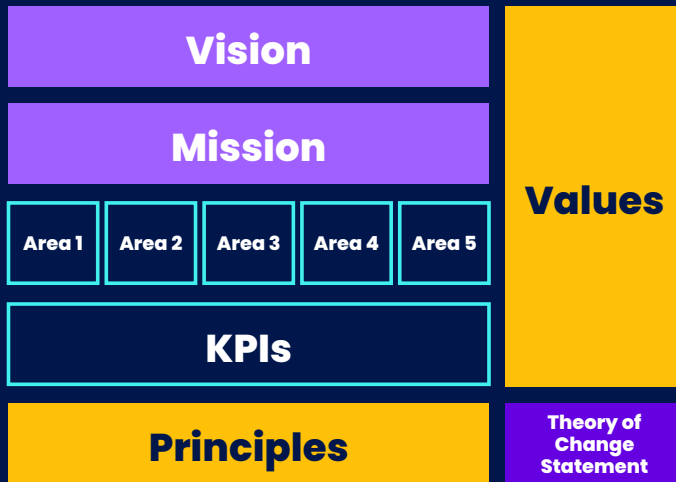 Vision
Mission
Area 1
Area 2
Area 3
Area 4
Area 5
KPIs
Principles
Values
Theory of
Change
Statement